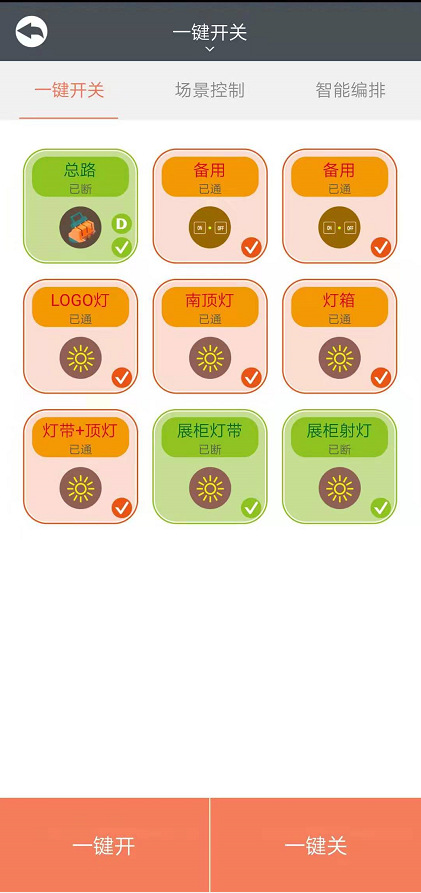 一键开关
一键开关 场景控制 智能编排
总路 备用 备用
已断 已通 已通
D
ON OFF ON OFF
LOGO灯 南顶灯 灯箱
已通 已通 已通
灯带+顶灯 展柜灯带 展柜射灯
已通 已断 已断
一键开 一键关